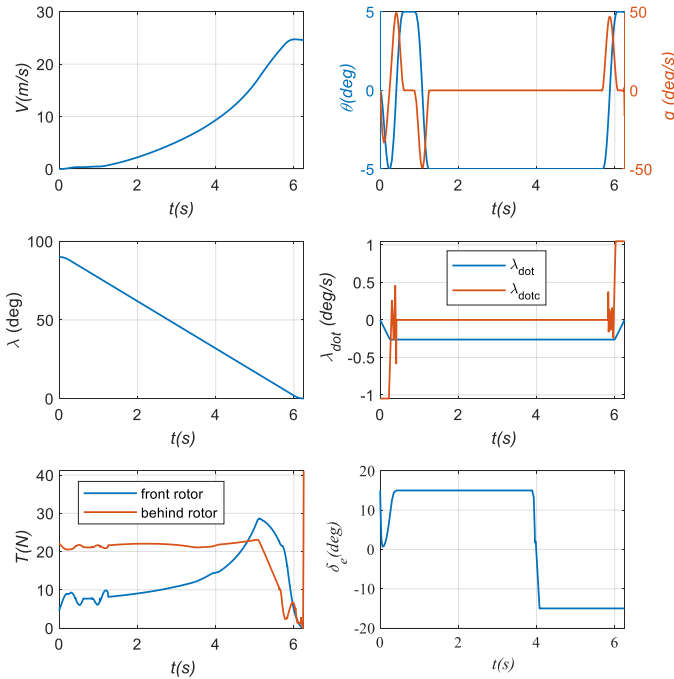 30
20
10
0
V(m/s)
0 2 4 6
t(s)
5
0
-5
θ(deg)
50
0
-50
q (deg/s)
0 2 4 6
t(s)
100
50
0
λ (deg)
0 2 4 6
t(s)
1
0.5
0
-0.5
-1
λdot (deg/s)
λdot
λdotc
0 2 4 6
t(s)
40
30
20
10
0
T(N)
front rotor
behind rotor
0 2 4 6
t(s)
20
10
0
-10
-20
δe(deg)
0 2 4 6
t(s)